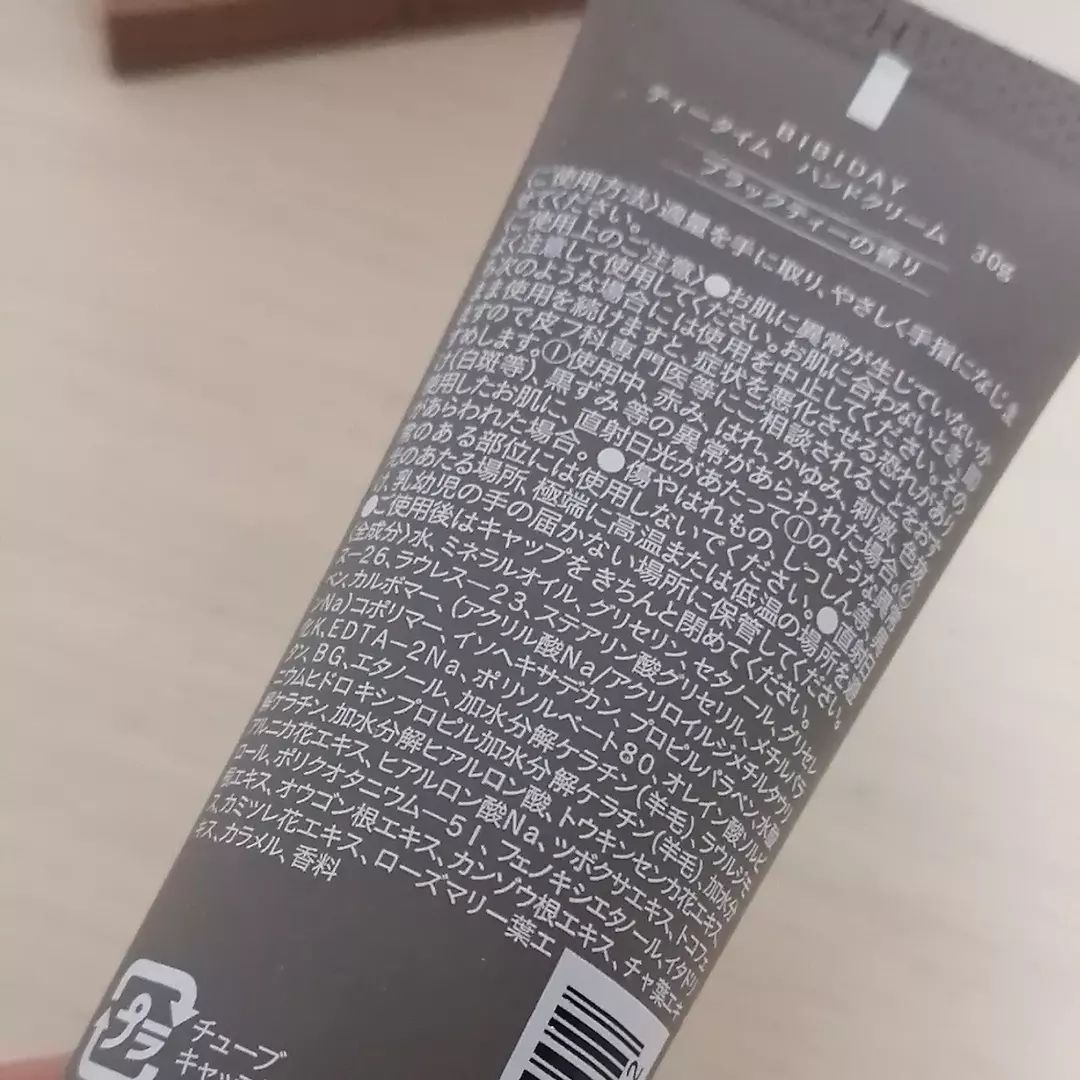 BIBIDAY
ティータイム ハンドクリーム 30g
ブラックティーの香り
ご使用方法〉適量を手に取り、やさしく手指になじま
せてください。
ご使用上のご注意〉●お肌に異常が生じていないか
よく注意して使用してください。お肌に合わないとき、即
ち次のような場合には使用を中止してください。その
まま使用を続けますと、症状を悪化させる恐れがあり
ますので皮フ科専門医等にご相談されることをおす
すめします。①使用中、赤み、はれ、かゆみ、刺激、色抜
け(白斑等)、黒ずみ等の異常があらわれた場合。②
使用したお肌に、直射日光があたって①のような異常
があらわれた場合。●傷やはれもの、しっしん等、異
常のある部位には使用しないでください。●直射日
光のあたる場所、極端に高温または低温の場所を避
け、乳幼児の手の届かない場所に保管してください。
●ご使用後はキャップをきちんと閉めてください。
〈全成分〉水、ミネラルオイル、グリセリン、セタノール、グリセレ
ス－26、ラウレス－23、ステアリン酸グリセリル、メチルパラ
ベン、カルボマー、(アクリル酸Na/アクリロイルジメチルタウリ
ンNa)コポリマー、イソヘキサデカン、プロピルパラベン、水酸
化K、EDTA－2Na、ポリソルベート80、オレイン酸ソルビ
タン、BG、エタノール、加水分解ケラチン(羊毛)、ラウルジモ
ニウムヒドロキシプロピル加水分解ケラチン(羊毛)、加水分
解ケラチン、加水分解ヒアルロン酸、トウキンセンカ花エキス、
アルニカ花エキス、ヒアルロン酸Na、ツボクサエキス、トコフェ
ロール、ポリクオタニウム－51、フェノキシエタノール、イタドリ
根エキス、オウゴン根エキス、カンゾウ根エキス、チャ葉エキ
ス、カミツレ花エキス、ローズマリー葉エ
キス、カラメル、香料
プラ
チューブ
キャップ
2